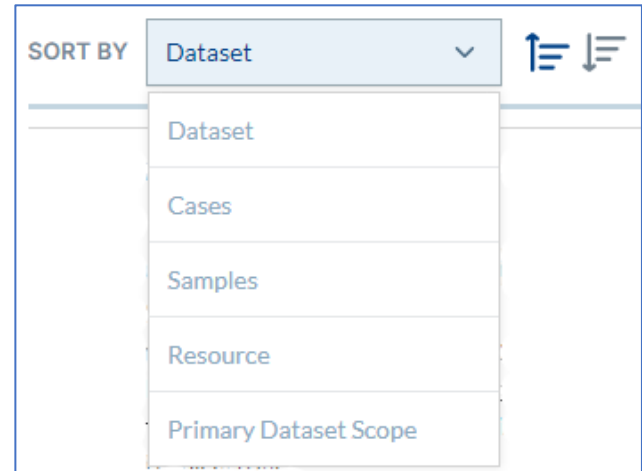 SORT BY Dataset
Dataset
Cases
Samples
Resource
Primary Dataset Scope